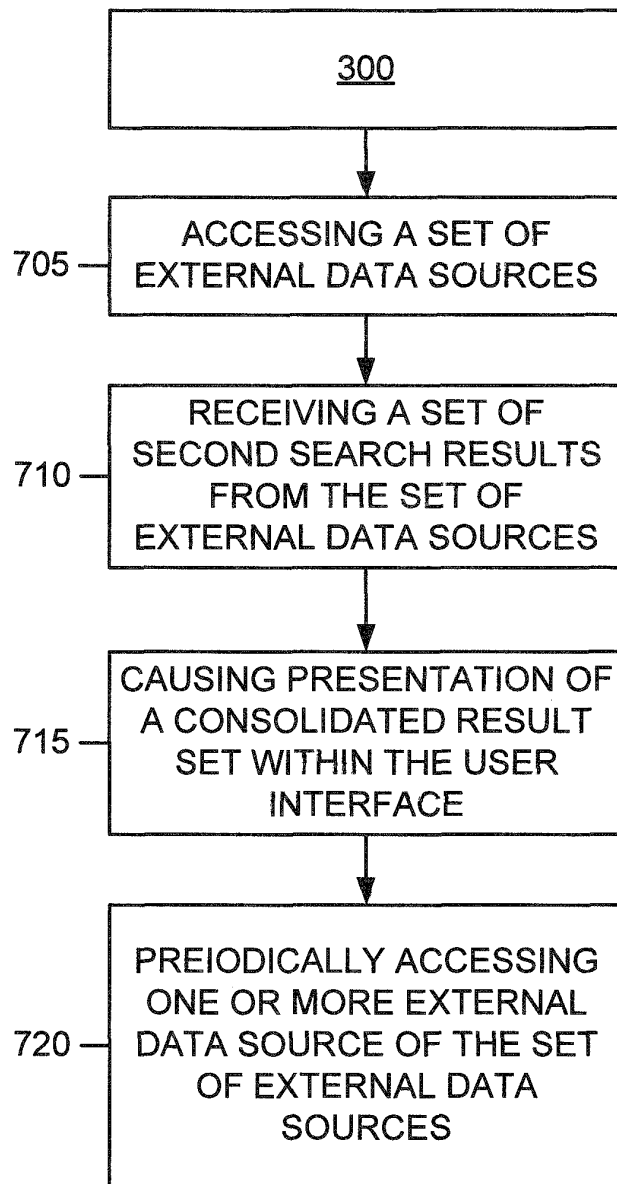 300
705
ACCESSING A SET OF
EXTERNAL DATA SOURCES
710
RECEIVING A SET OF
SECOND SEARCH RESULTS
FROM THE SET OF
EXTERNAL DATA SOURCES
715
CAUSING PRESENTATION OF
A CONSOLIDATED RESULT
SET WITHIN THE USER
INTERFACE
720
PREIODICALLY ACCESSING
ONE OR MORE EXTERNAL
DATA SOURCE OF THE SET
OF EXTERNAL DATA
SOURCES